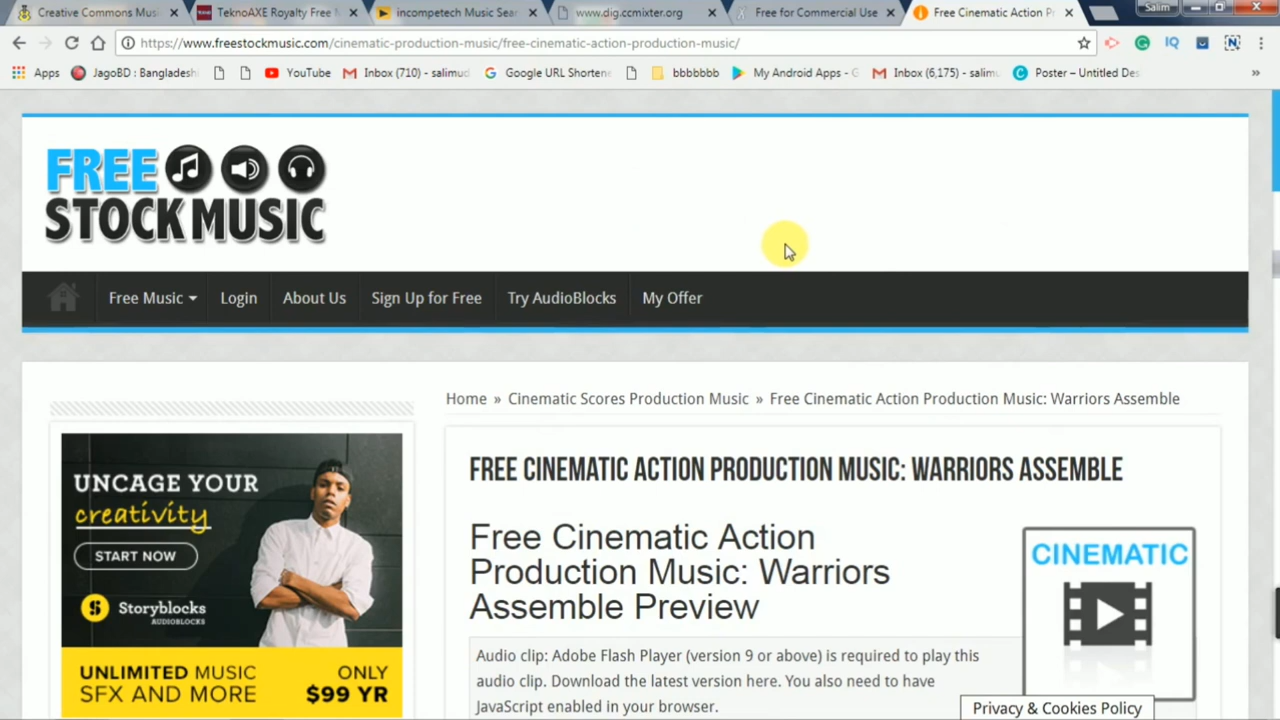 Creative Commons Mus
TeknoAXE Royalty Free M
incompetech Music Sear
www.dig.ccmixter.org
Free for Commercial Use
Free Cinematic Action P
Salim
https://www.freestockmusic.com/cinematic-production-music/free-cinematic-action-production-music/
IQ
N
Apps
JagoBD : Bangladesh
YouTube
Inbox (710) - salimud
Google URL Shortene
bbbbbbb
My Android Apps - G
Inbox (6,175) - salim
Poster – Untitled Des
»
FREE
STOCK MUSIC
Free Music
Login
About Us
Sign Up for Free
Try AudioBlocks
My Offer
Home » Cinematic Scores Production Music » Free Cinematic Action Production Music: Warriors Assemble
FREE CINEMATIC ACTION PRODUCTION MUSIC: WARRIORS ASSEMBLE
UNCAGE YOUR
creativity
START NOW
Storyblocks
AUDIOBLOCKS
UNLIMITED MUSIC
SFX AND MORE
ONLY
$99 YR
Free Cinematic Action
Production Music: Warriors
Assemble Preview
CINEMATIC
Audio clip: Adobe Flash Player (version 9 or above) is required to play this
audio clip. Download the latest version here. You also need to have
JavaScript enabled in your browser.
Privacy & Cookies Policy